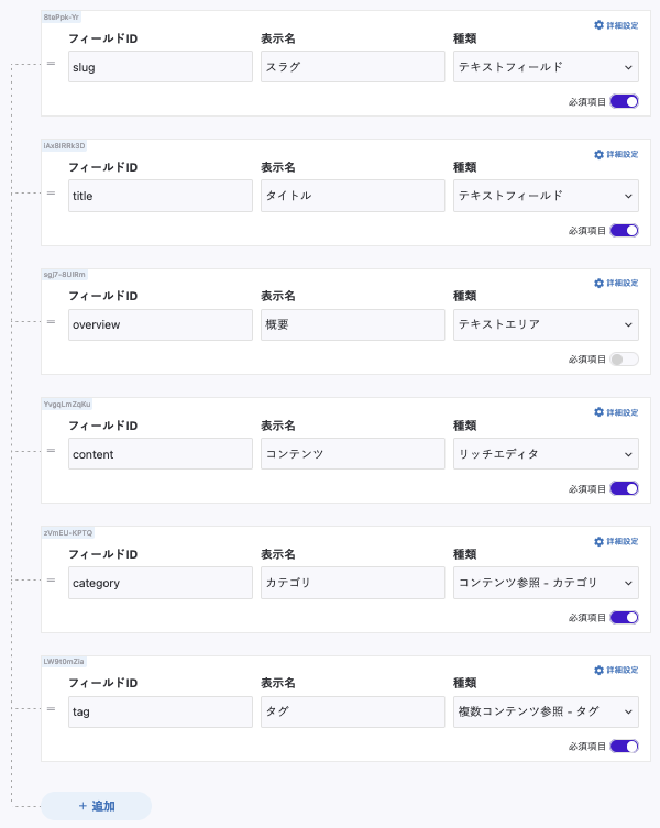 8taPpk-Yr
詳細設定
フィールドID 表示名 種類
slug スラグ テキストフィールド
必須項目
詳細設定
フィールドID 表示名 種類
title タイトル テキストフィールド
必須項目
詳細設定
フィールドID 表示名 種類
overview 概要 テキストエリア
必須項目
YvgqLmZqKu
詳細設定
フィールドID 表示名 種類
content コンテンツ リッチエディタ
必須項目
zVmEU-KPTQ
詳細設定
フィールドID 表示名 種類
category カテゴリ コンテンツ参照 - カテゴリ
必須項目
詳細設定
フィールドID 表示名 種類
tag タグ 複数コンテンツ参照 - タグ
必須項目
+ 追加